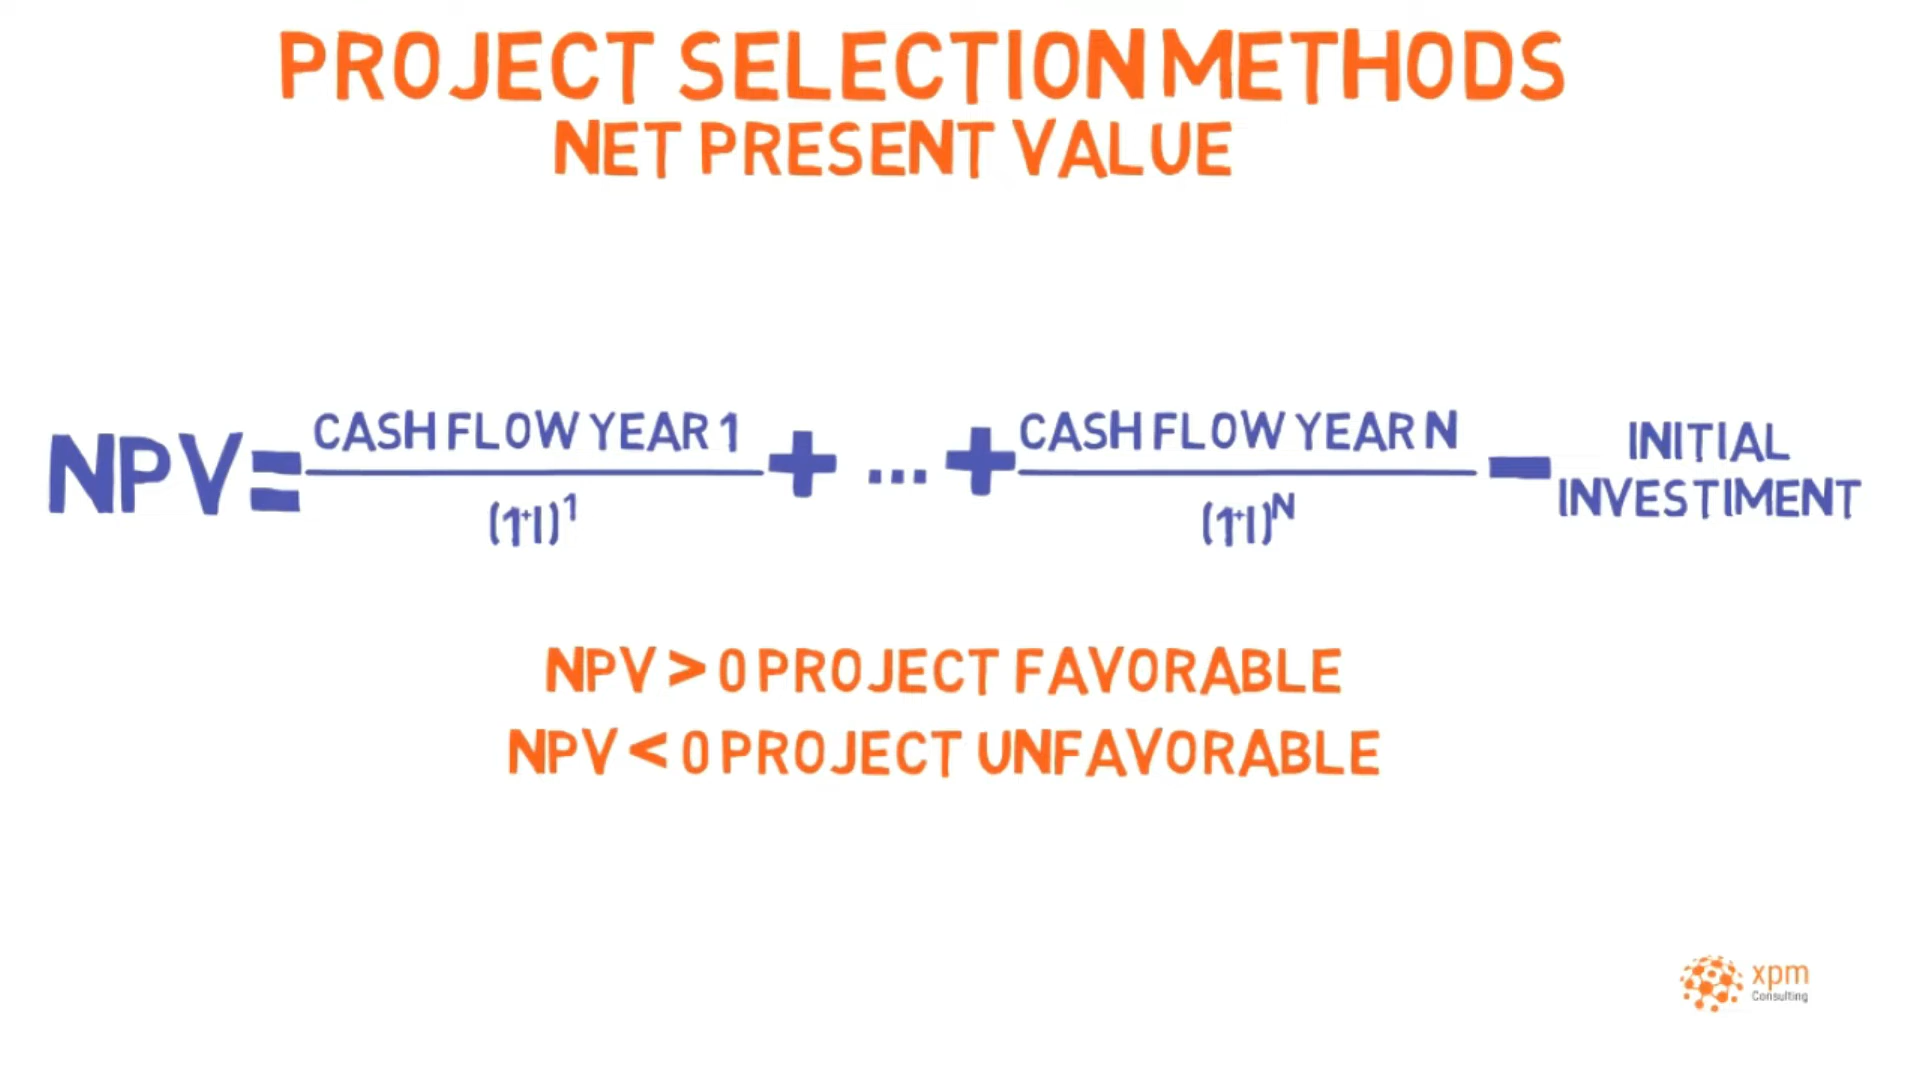 PROJECT SELECTION METHODS
NET PRESENT VALUE
NPV = CASH FLOW YEAR 1 / (1+I)^1 + ... + CASH FLOW YEAR N / (1+I)^N - INITIAL INVESTIMENT
NPV > 0 PROJECT FAVORABLE
NPV < 0 PROJECT UNFAVORABLE
xpm
Consulting